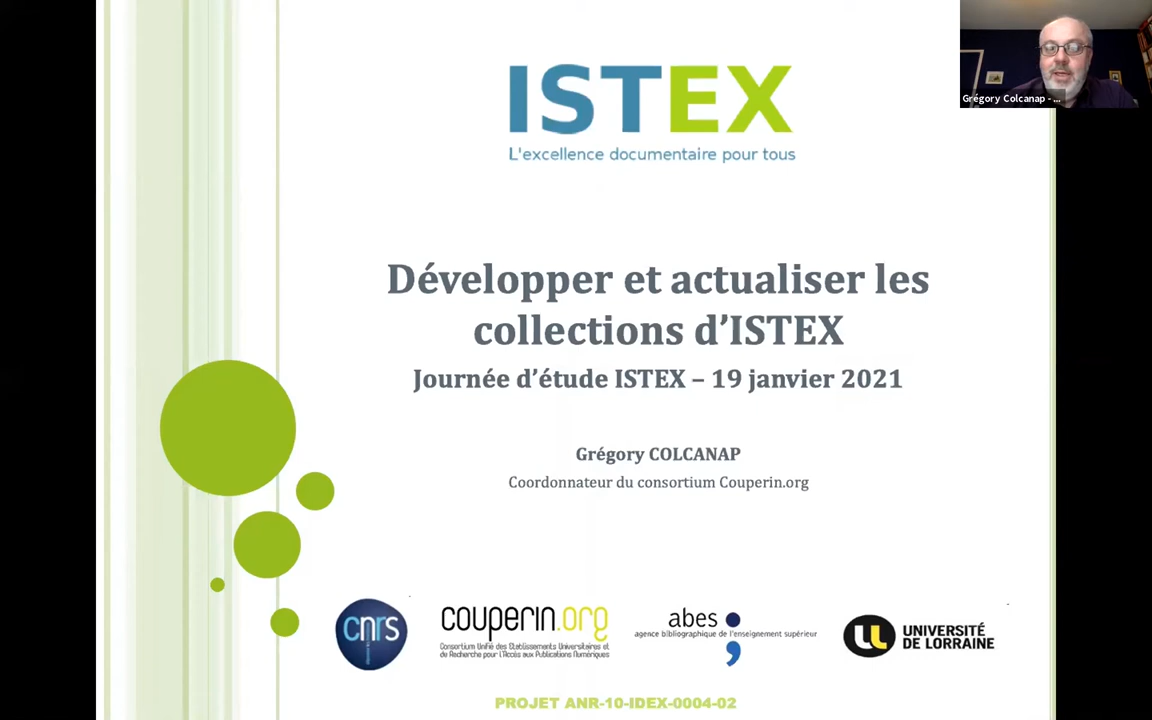 ISTEX
L'excellence documentaire pour tous
Grégory Colcanap - ...
Développer et actualiser les
collections d'ISTEX
Journée d'étude ISTEX – 19 janvier 2021
Grégory COLCANAP
Coordonnateur du consortium Couperin.org
cnrs
couperin.org
Consortium Unifié des Etablissements Universitaires et
de Recherche pour l'Accès aux Publications Numériques
abes
agence bibliographique de l'enseignement supérieur
UL
UNIVERSITÉ
DE LORRAINE
PROJET ANR-10-IDEX-0004-02